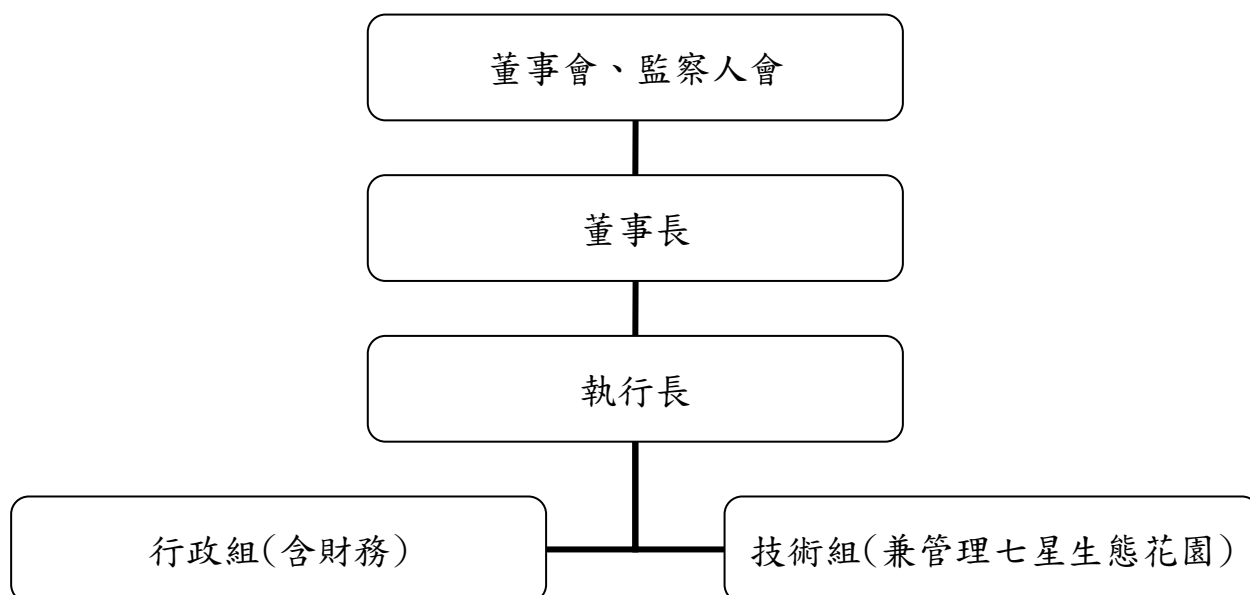 董事會、監察人會
董事長
執行長
行政組(含財務)
技術組(兼管理七星生態花園)